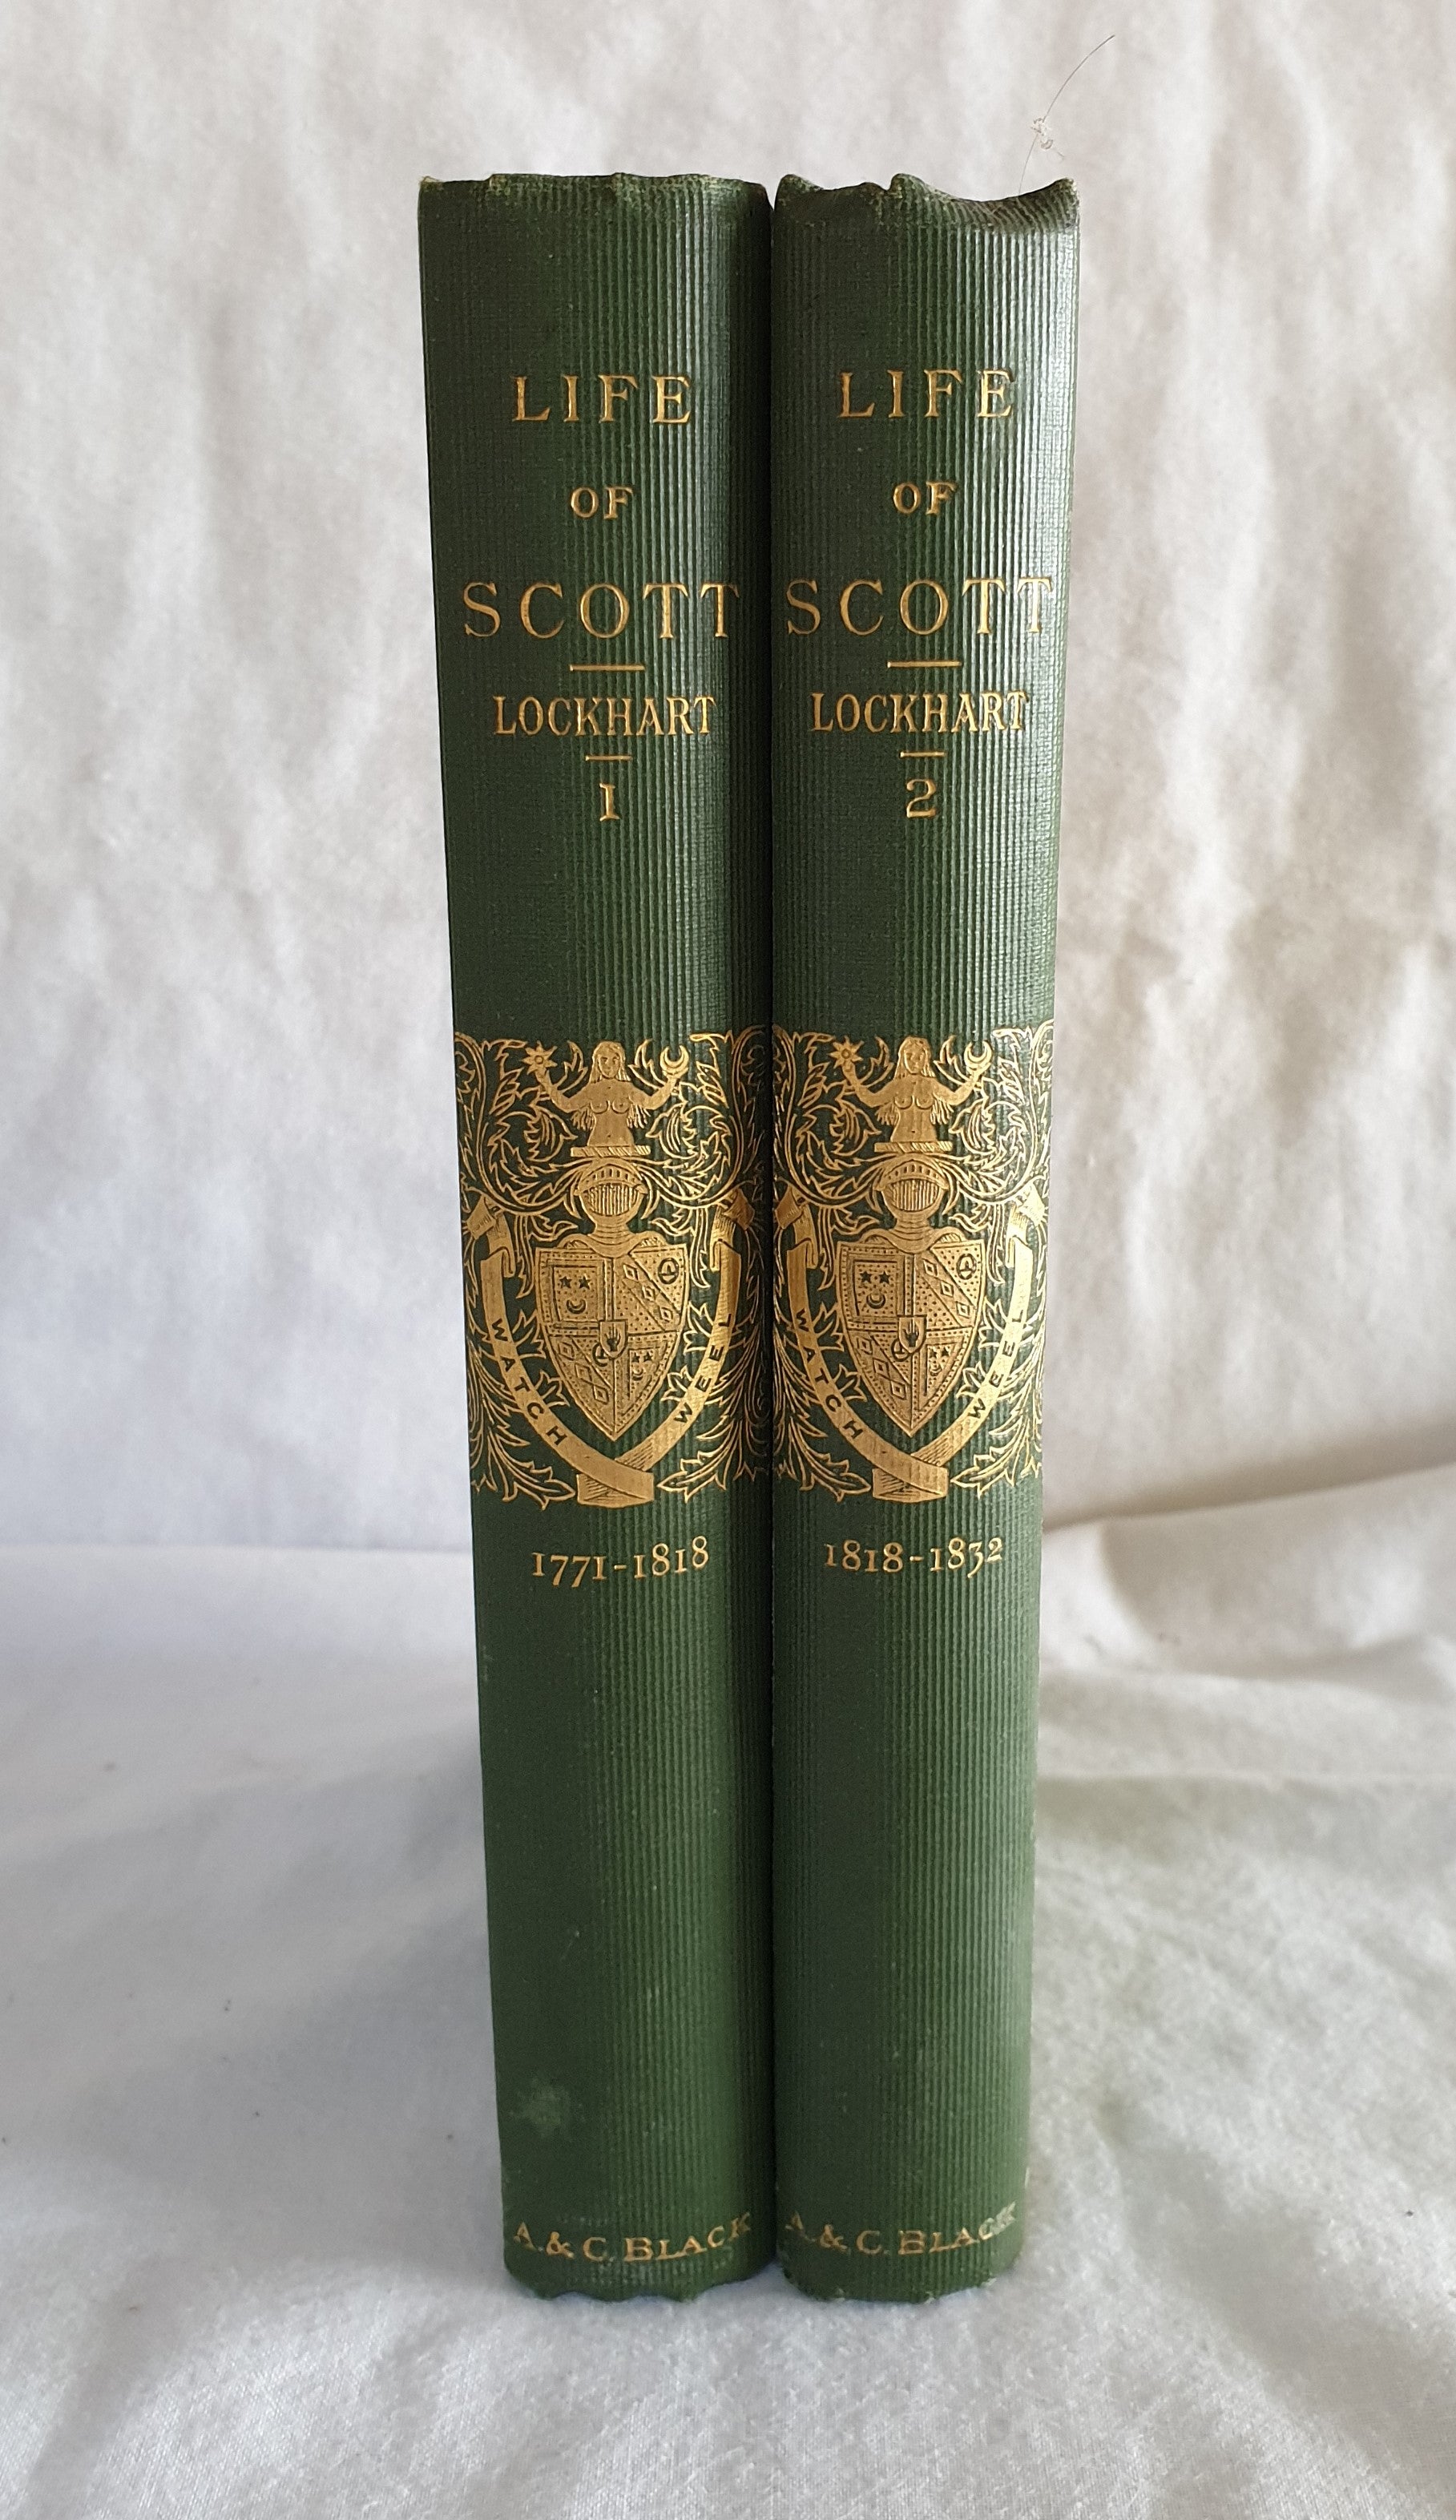 LIFE
OF
SCOTT
LOCKHART
1
WATCH WEEL
1771-1818
A. & C. BLACK
LIFE
OF
SCOTT
LOCKHART
2
WATCH WEEL
1818-1832
A. & C. BLACK